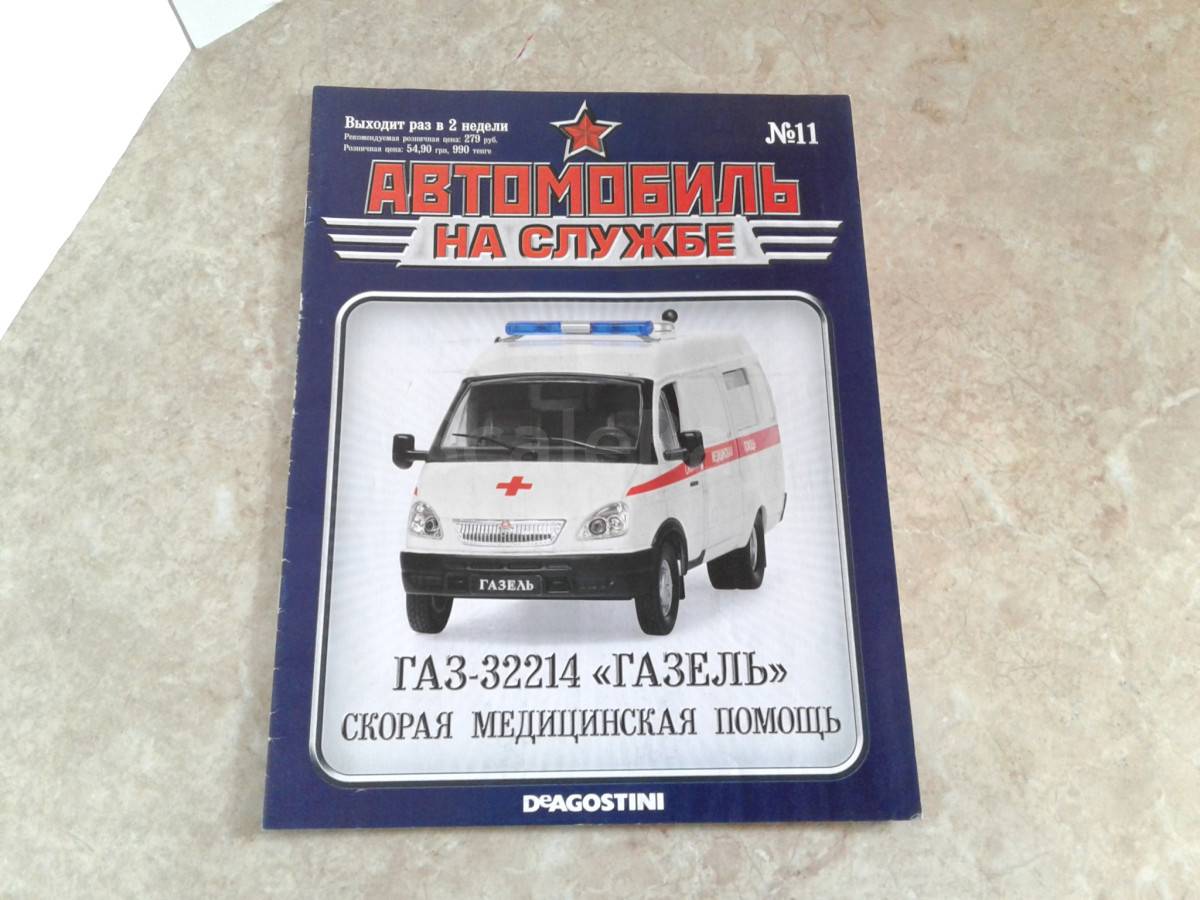 Выходит раз в 2 недели
Рекомендуемая розничная цена: 279 руб.
Розничная цена: 54,90 грн, 990 тенге
№11
АВТОМОБИЛЬ
НА СЛУЖБЕ
МЕДИЦИНСКАЯ
ГАЗЕЛЬ
ГАЗ-32214 «ГАЗЕЛЬ»
СКОРАЯ МЕДИЦИНСКАЯ ПОМОЩЬ
DeAGOSTINI